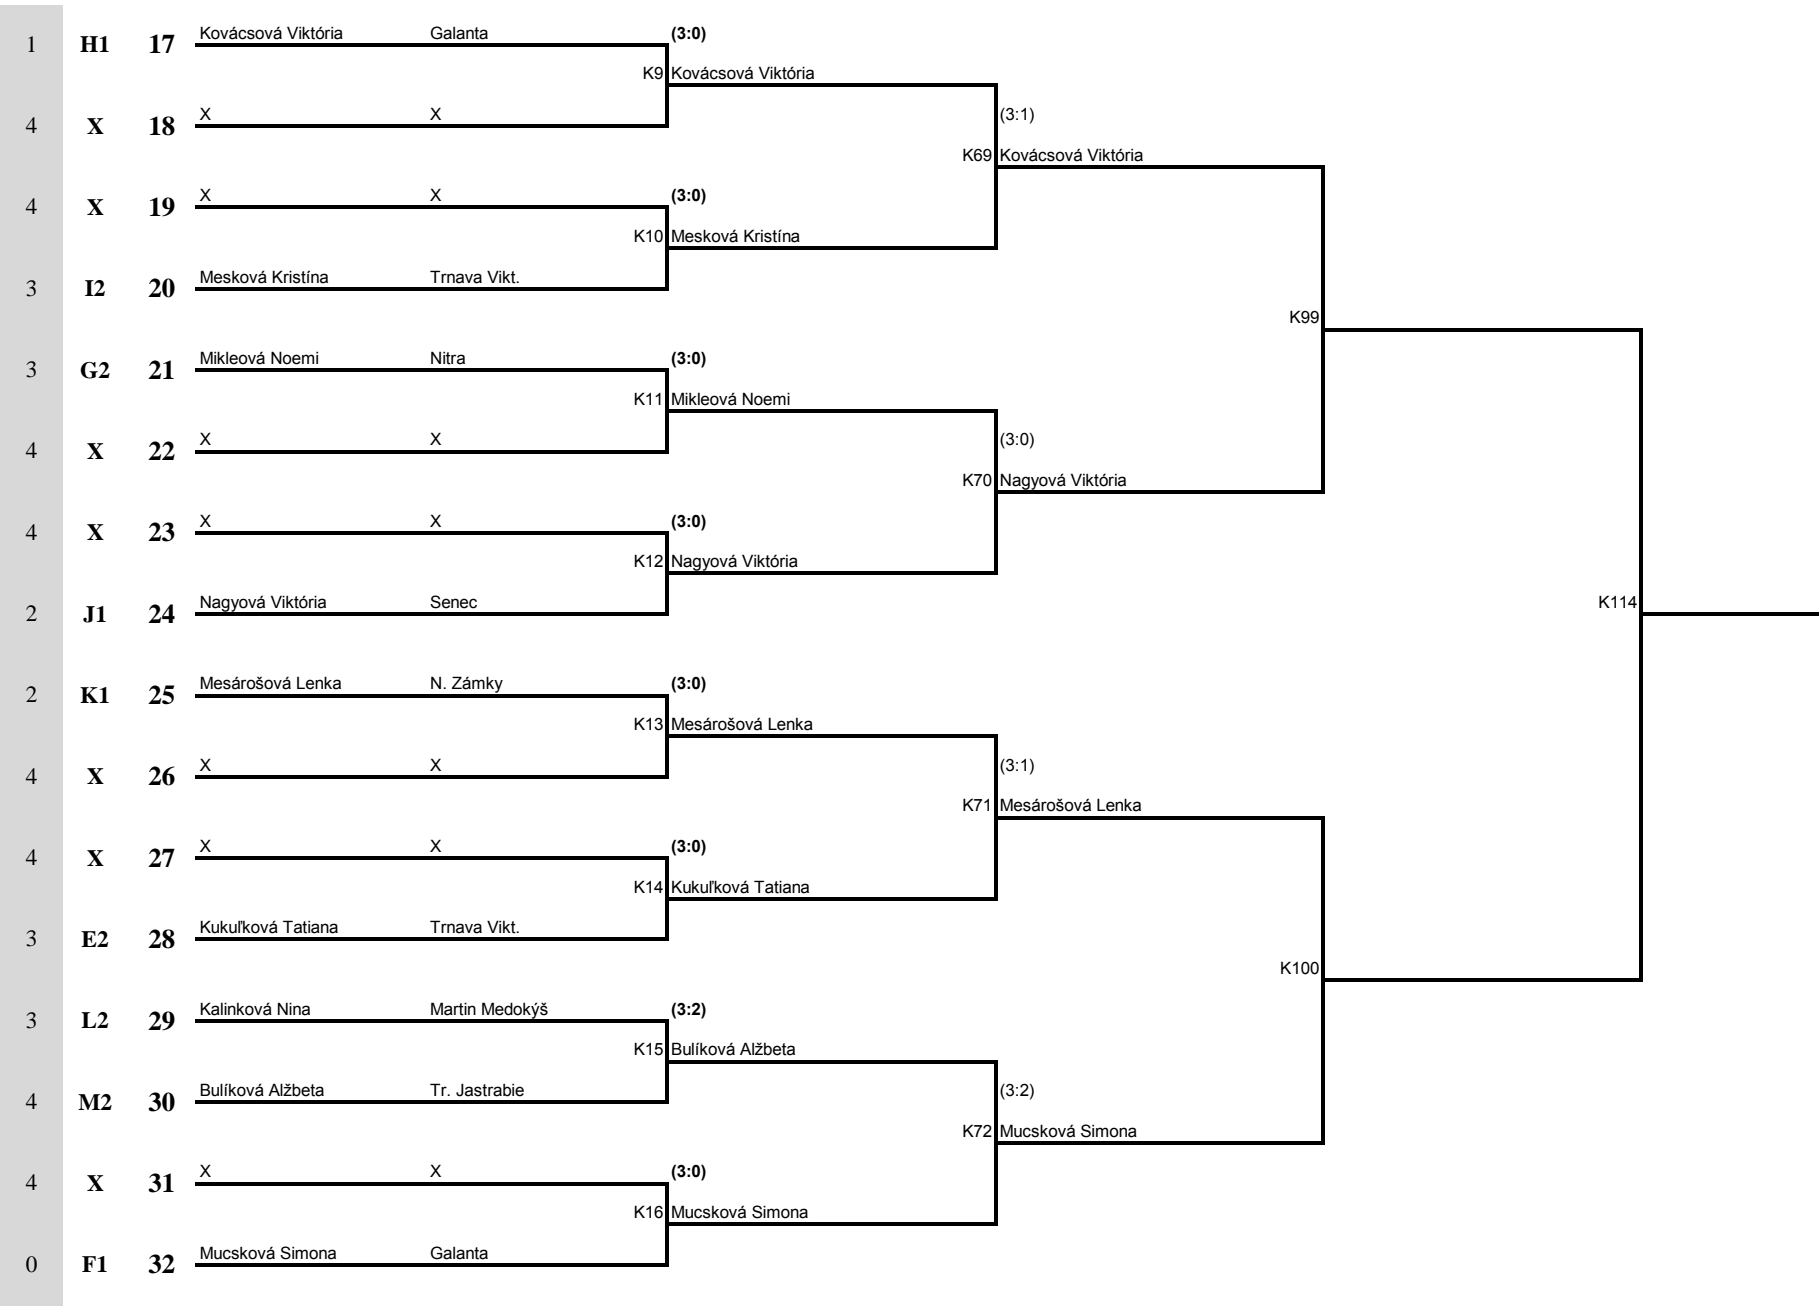 1 H1 17 Kovácsová Viktória Galanta (3:0)
K9 Kovácsová Viktória
4 X 18 X X (3:1)
K69 Kovácsová Viktória
4 X 19 X X (3:0)
K10 Mesková Kristína
3 I2 20 Mesková Kristína Trnava Vikt.
K99
3 G2 21 Mikleová Noemi Nitra (3:0)
K11 Mikleová Noemi
4 X 22 X X (3:0)
K70 Nagyová Viktória
4 X 23 X X (3:0)
K12 Nagyová Viktória
2 J1 24 Nagyová Viktória Senec K114
2 K1 25 Mesárošová Lenka N. Zámky (3:0)
K13 Mesárošová Lenka
4 X 26 X X (3:1)
K71 Mesárošová Lenka
4 X 27 X X (3:0)
K14 Kukuľková Tatiana
3 E2 28 Kukuľková Tatiana Trnava Vikt.
K100
3 L2 29 Kalinková Nina Martin Medokýš (3:2)
K15 Bulíková Alžbeta
4 M2 30 Bulíková Alžbeta Tr. Jastrabie (3:2)
K72 Mucsková Simona
4 X 31 X X (3:0)
K16 Mucsková Simona
0 F1 32 Mucsková Simona Galanta